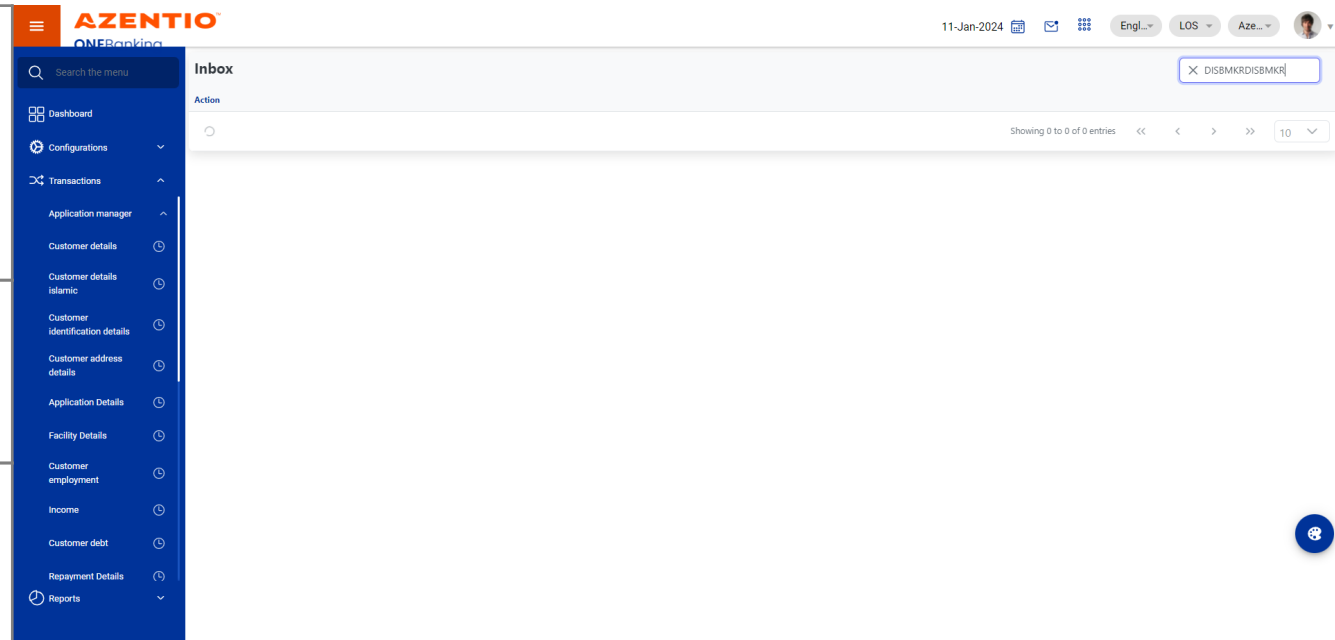 AZENTIO
ONEBanking
11-Jan-2024
Engl...
LOS
Aze...
Search the menu
Inbox
DISBMKRDISBMKR
Action
Dashboard
Showing 0 to 0 of 0 entries
10
Configurations
Transactions
Application manager
Customer details
Customer details
islamic
Customer
identification details
Customer address
details
Application Details
Facility Details
Customer
employment
Income
Customer debt
Repayment Details
Reports